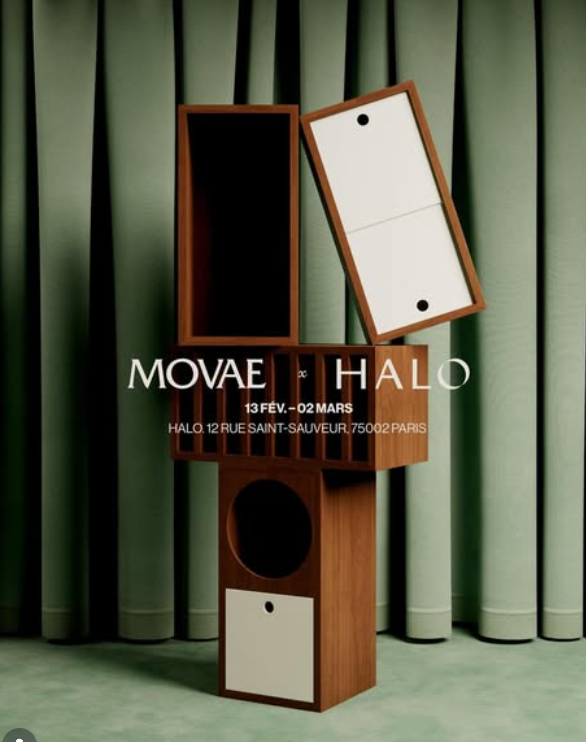 MOVAE x HALO
13 FÉV. – 02 MARS
HALO. 12 RUE SAINT-SAUVEUR, 75002 PARIS